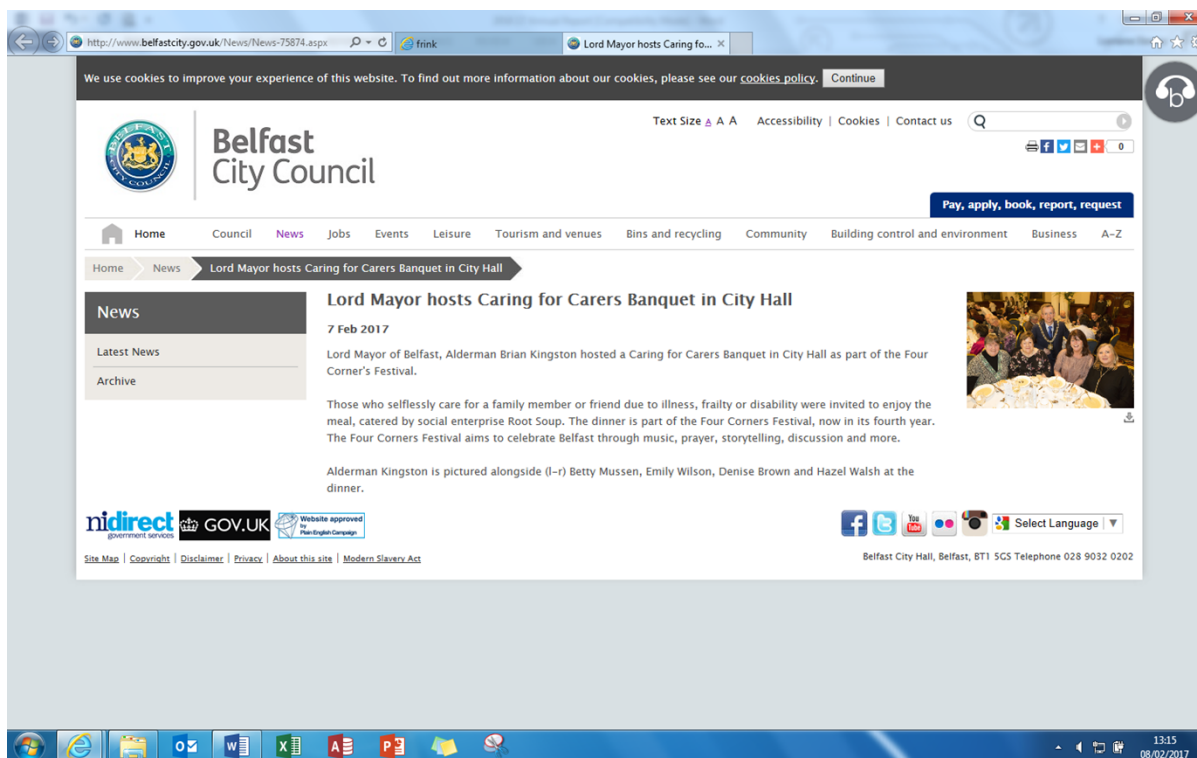 http://www.belfastcity.gov.uk/News/News-75874.aspx
frink
Lord Mayor hosts Caring fo...
We use cookies to improve your experience of this website. To find out more information about our cookies, please see our cookies policy. Continue
BELFAST
CITY COUNCIL
Belfast
City Council
Text Size A A A Accessibility | Cookies | Contact us
0
Pay, apply, book, report, request
Home Council News Jobs Events Leisure Tourism and venues Bins and recycling Community Building control and environment Business A-Z
Home News Lord Mayor hosts Caring for Carers Banquet in City Hall
News
Latest News
Archive
Lord Mayor hosts Caring for Carers Banquet in City Hall
7 Feb 2017
Lord Mayor of Belfast, Alderman Brian Kingston hosted a Caring for Carers Banquet in City Hall as part of the Four
Corner's Festival.
Those who selflessly care for a family member or friend due to illness, frailty or disability were invited to enjoy the
meal, catered by social enterprise Root Soup. The dinner is part of the Four Corners Festival, now in its fourth year.
The Four Corners Festival aims to celebrate Belfast through music, prayer, storytelling, discussion and more.
Alderman Kingston is pictured alongside (l-r) Betty Mussen, Emily Wilson, Denise Brown and Hazel Walsh at the
dinner.
nidirect
government services
GOV.UK
Website approved
by
Plain English Campaign
You
Tube
Select Language
Site Map | Copyright | Disclaimer | Privacy | About this site | Modern Slavery Act
Belfast City Hall, Belfast, BT1 5GS Telephone 028 9032 0202
13:15
08/02/2017